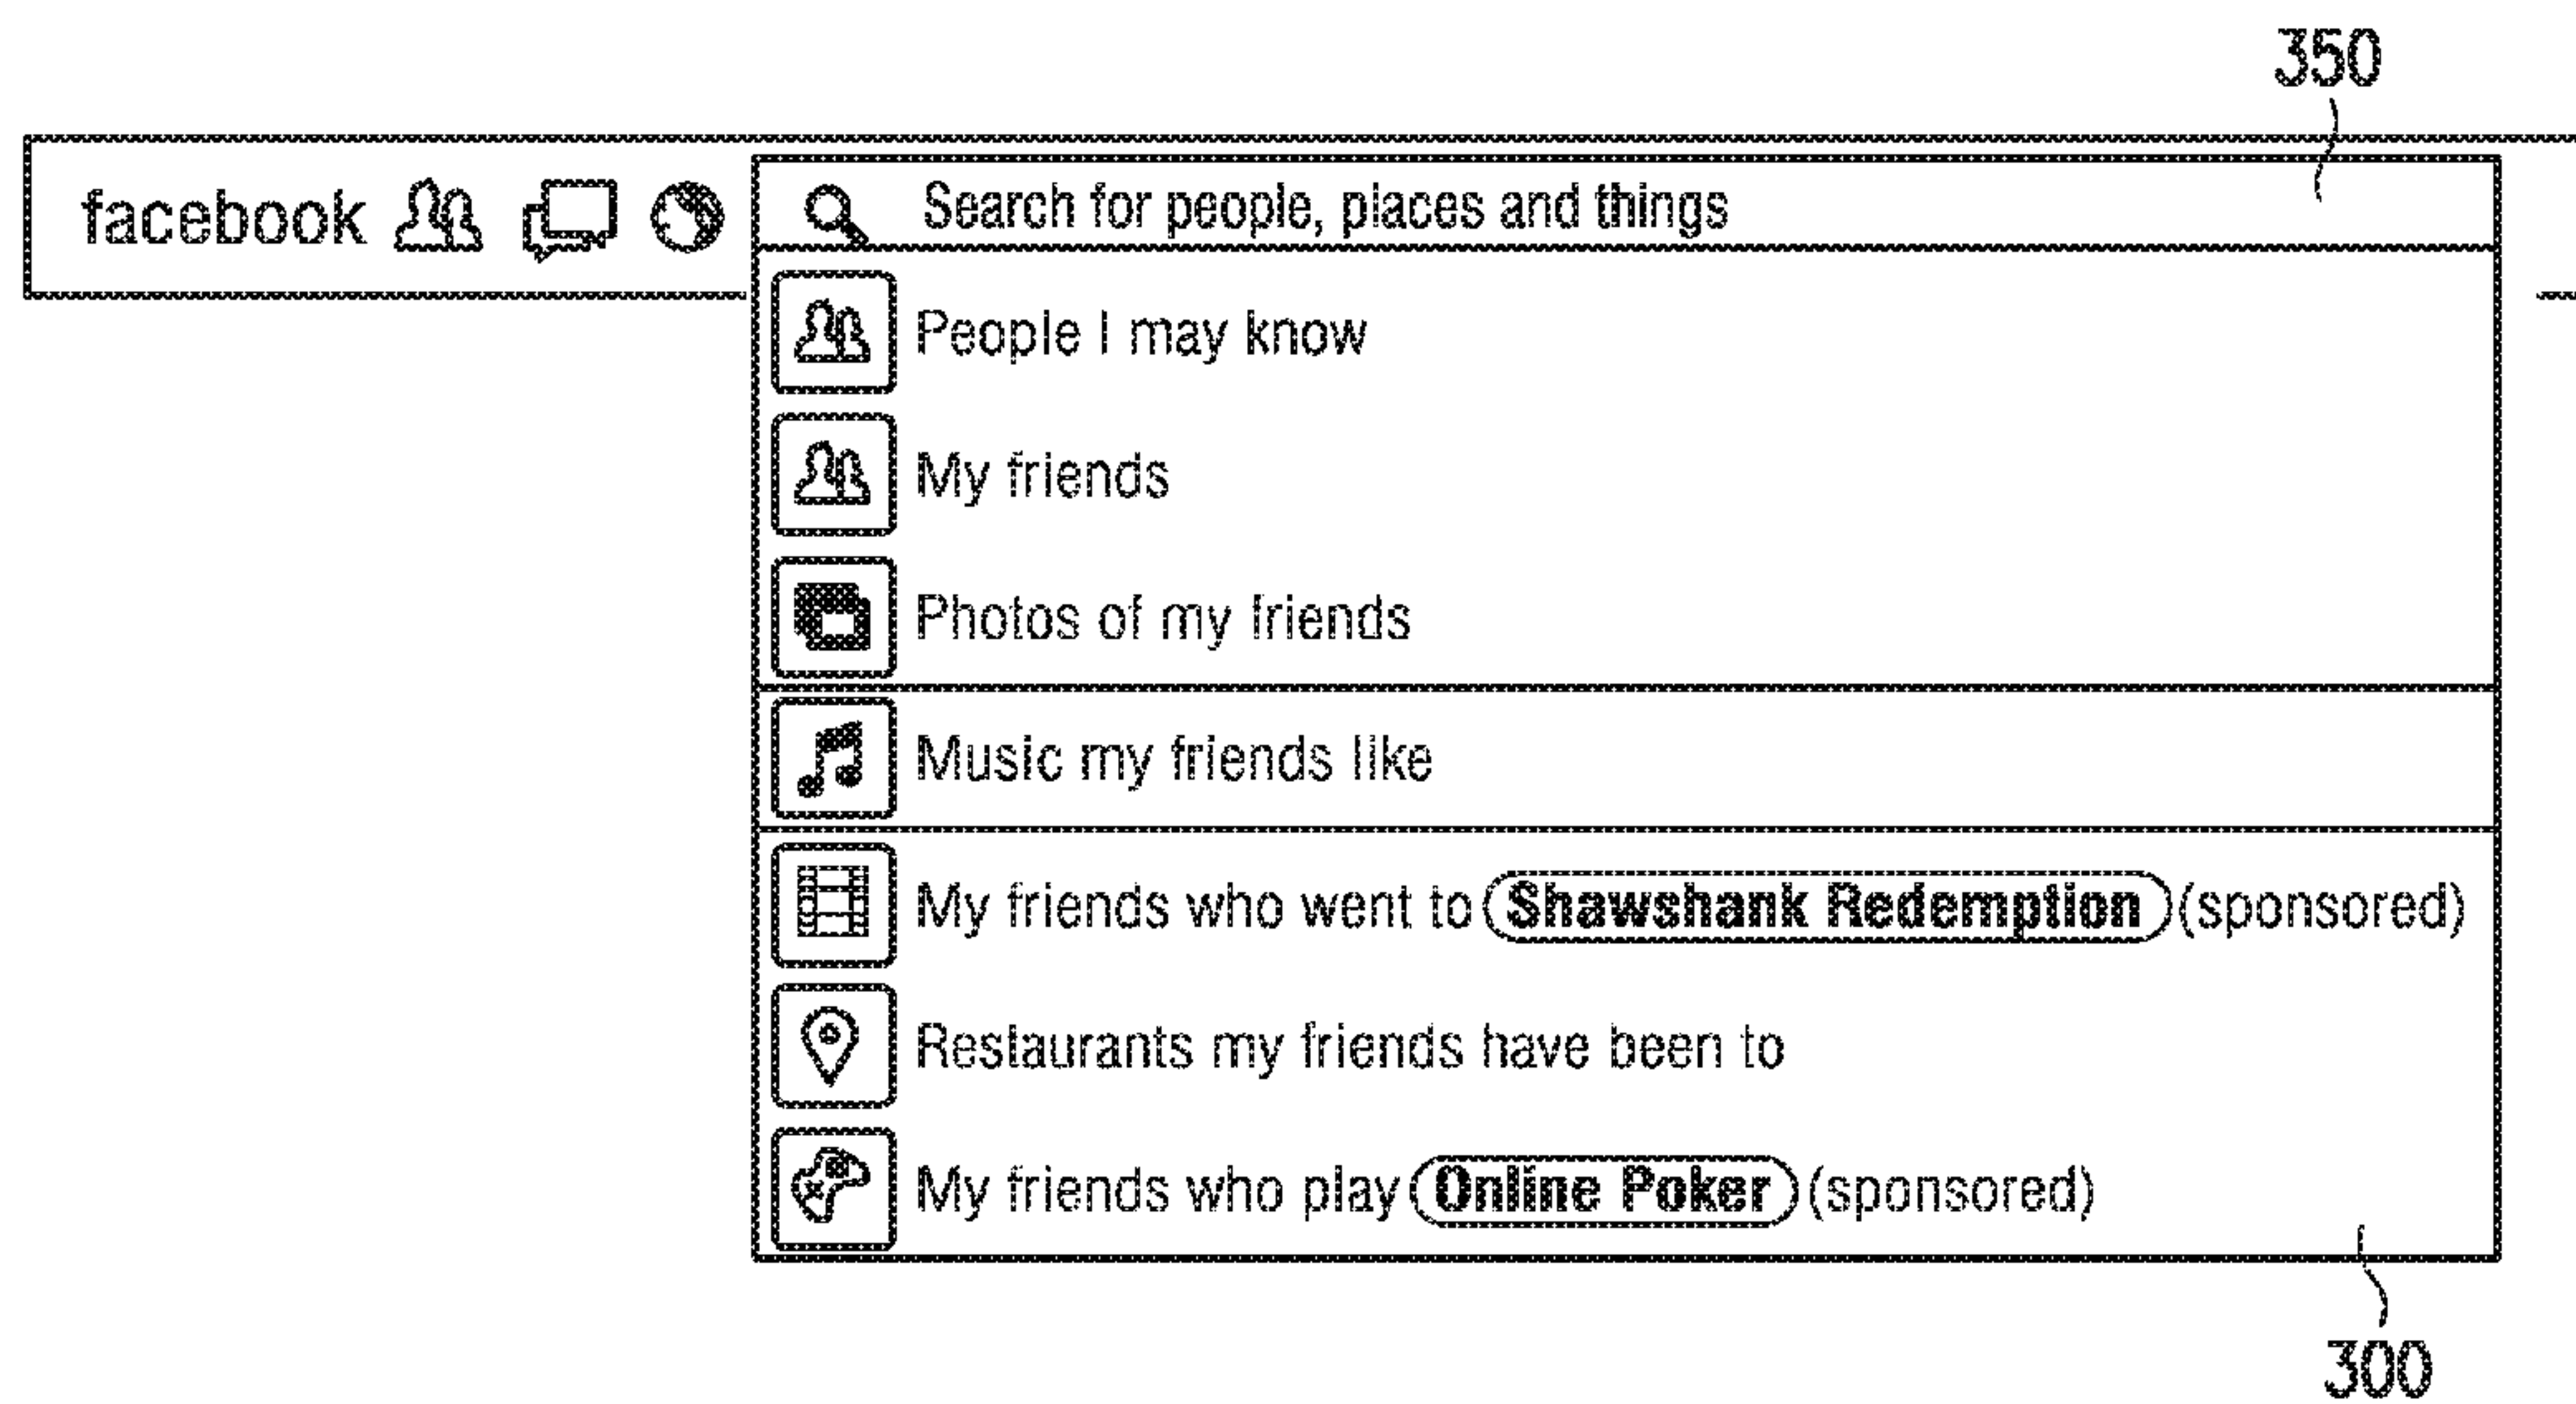 350
facebook
Search for people, places and things
People I may know
My friends
Photos of my friends
Music my friends like
My friends who went to Shawshank Redemption (sponsored)
Restaurants my friends have been to
My friends who play Online Poker (sponsored)
300